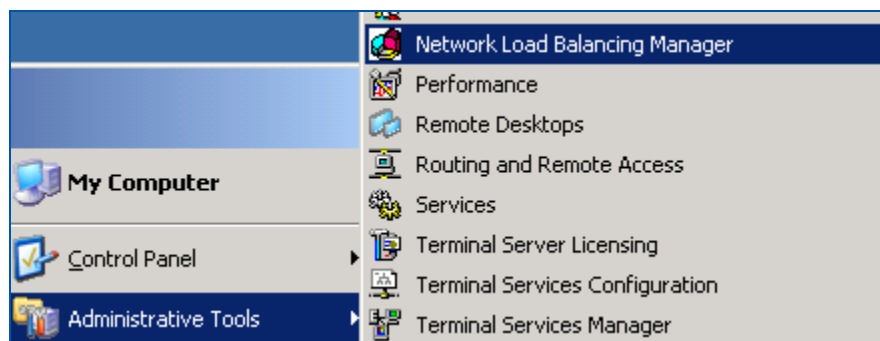 My Computer
Control Panel
Administrative Tools
Network Load Balancing Manager
Performance
Remote Desktops
Routing and Remote Access
Services
Terminal Server Licensing
Terminal Services Configuration
Terminal Services Manager